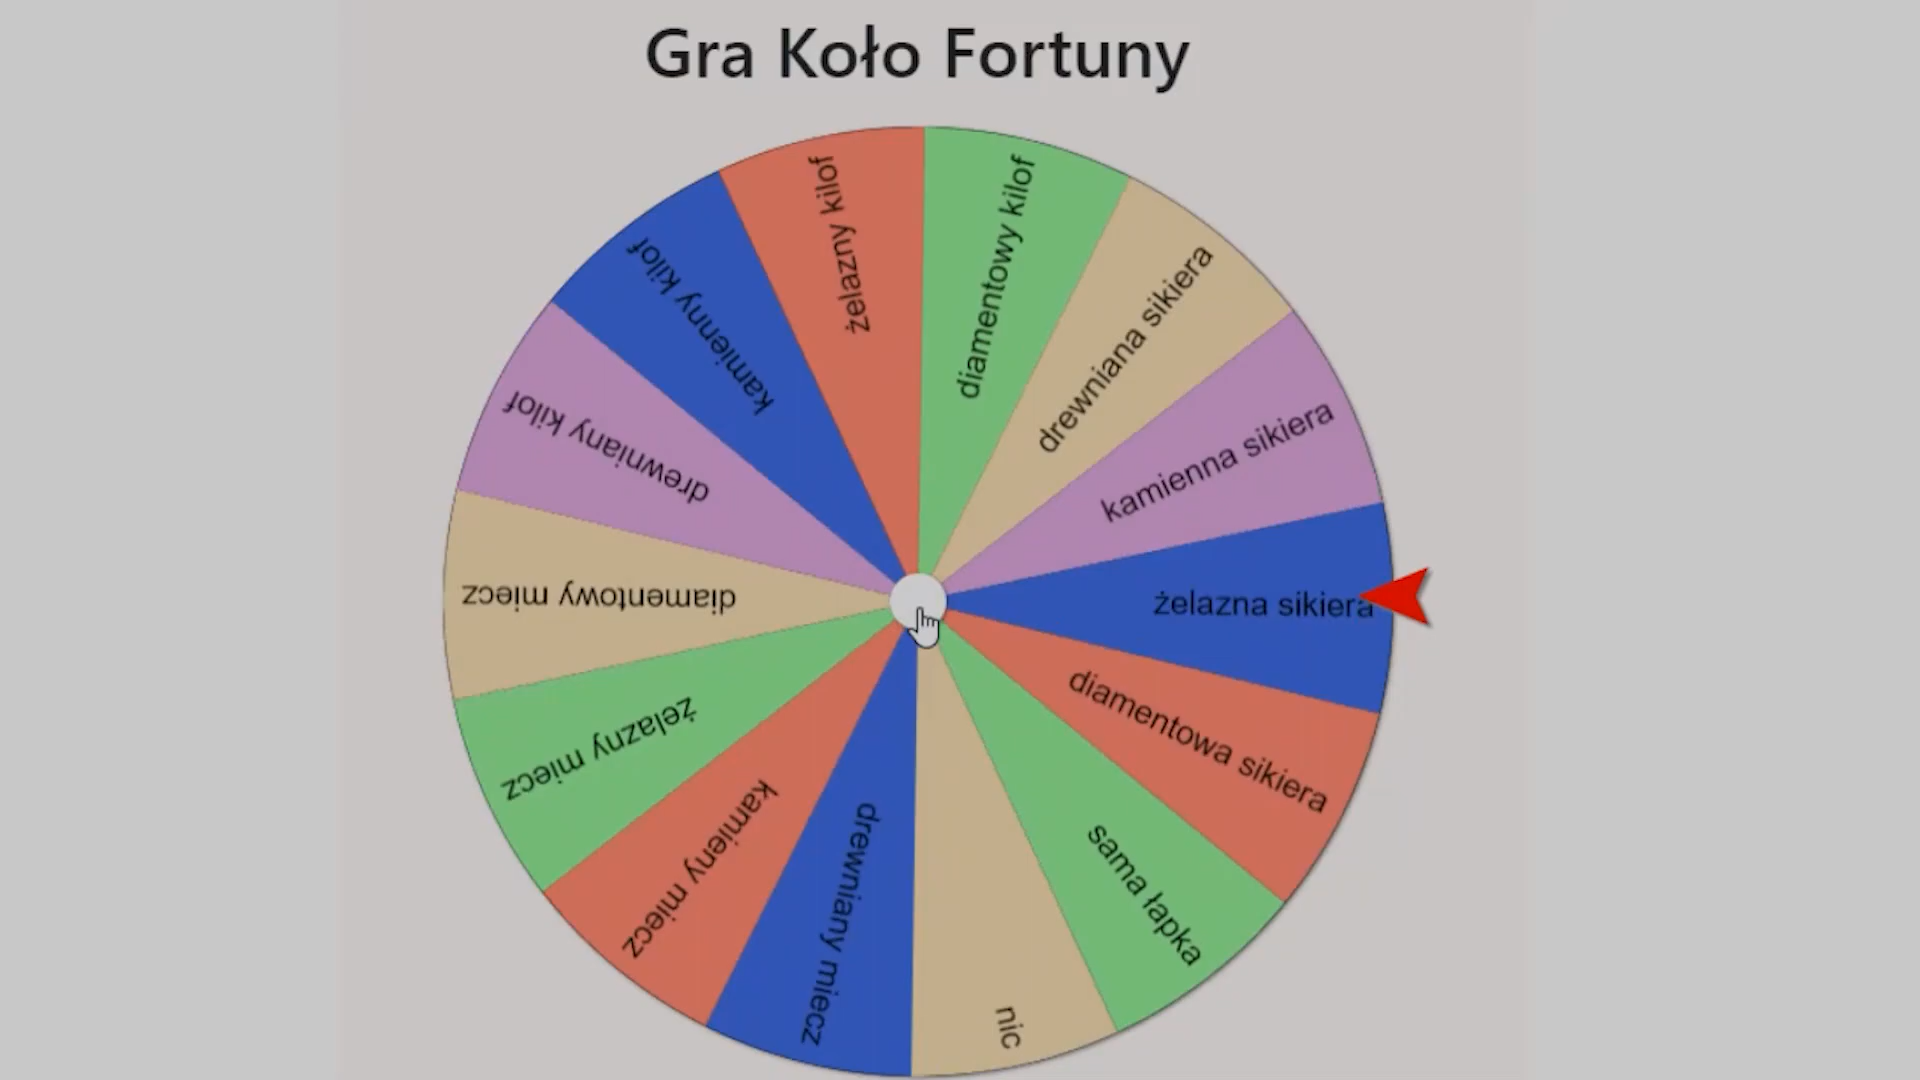 Gra Koło Fortuny
diamentowy kilof
drewniana sikiera
kamienna sikiera
żelazna sikiera
diamentowa sikiera
sama łapka
nic
drewniany miecz
kamieny miecz
żelazny miecz
diamentowy miecz
drewniany kilof
kamienny kilof
żelazny kilof